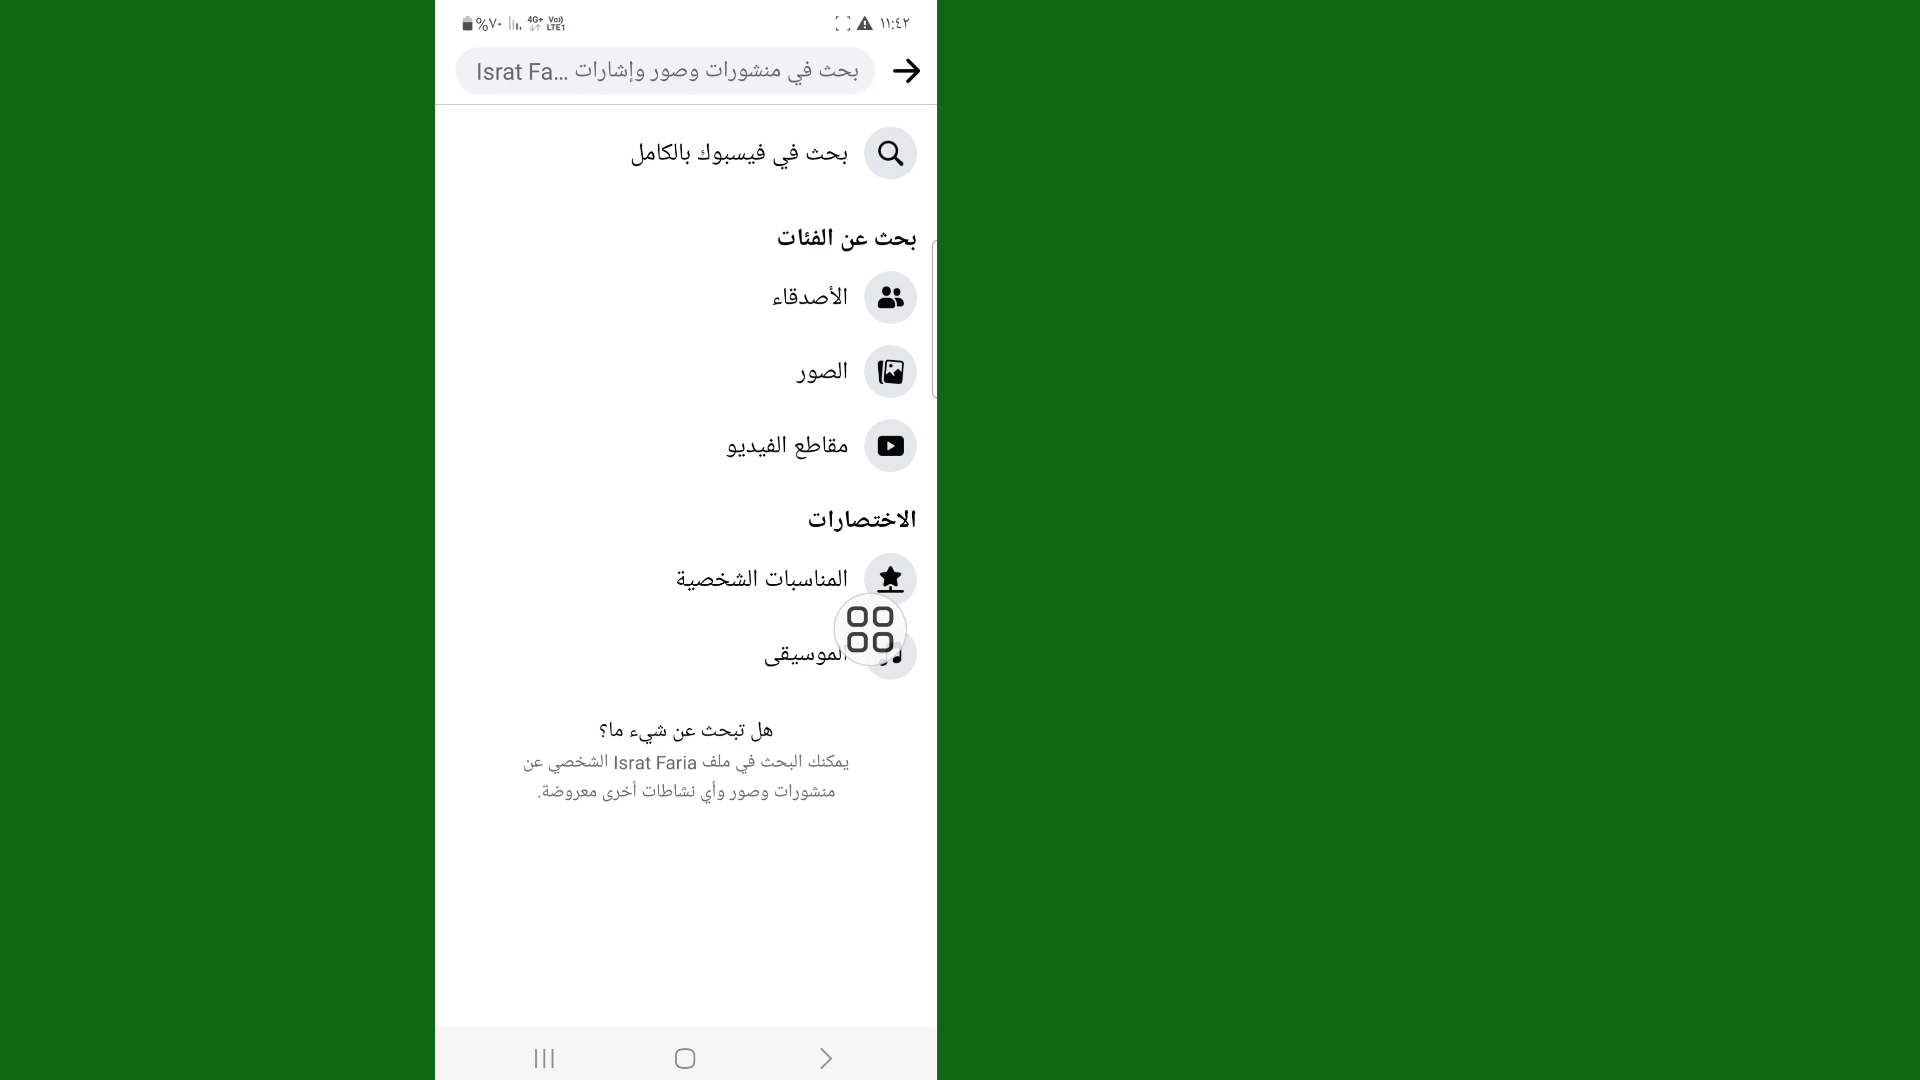 ١١:٤٢ 4G+ Vo) LTE1 %٧٠
بحث في منشورات وصور وإشارات Israt Fa...
بحث في فيسبوك بالكامل
بحث عن الفئات
الأصدقاء
الصور
مقاطع الفيديو
الاختصارات
المناسبات الشخصية
الموسيقى
هل تبحث عن شيء ما؟
يمكنك البحث في ملف Israt Faria الشخصي عن
منشورات وصور وأي نشاطات أخرى معروضة.